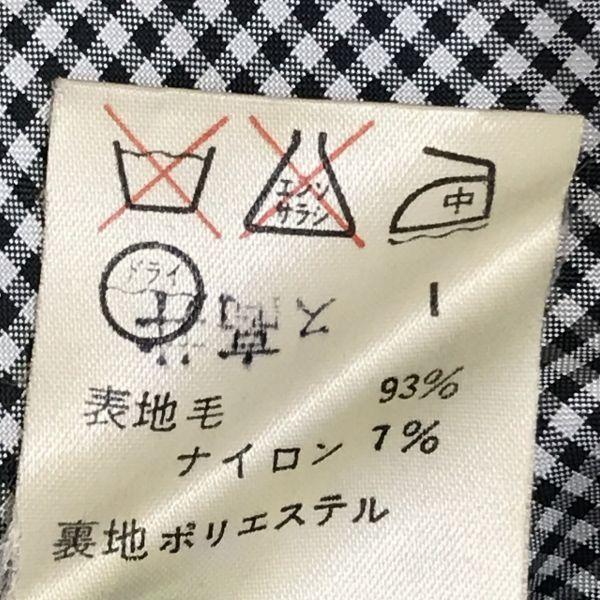 エンソ
サラシ
中
ドライ
表地毛 93%
ナイロン 7%
裏地ポリエステル